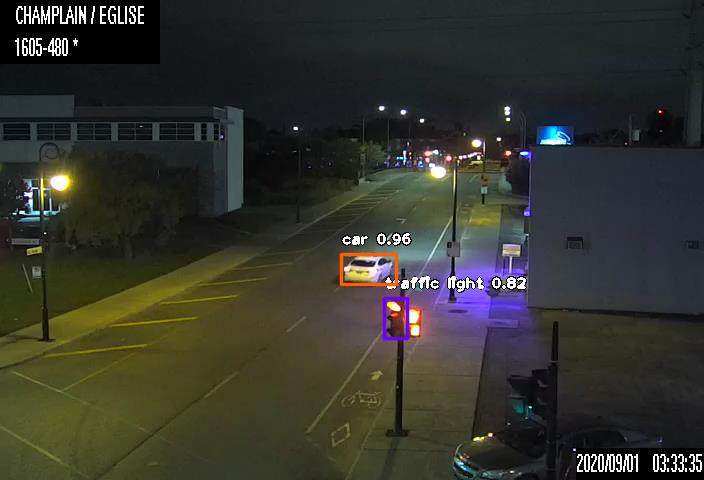 CHAMPLAIN / EGLISE
1605-480 *
car 0.96
traffic light 0.82
2020/09/01 03:33:35